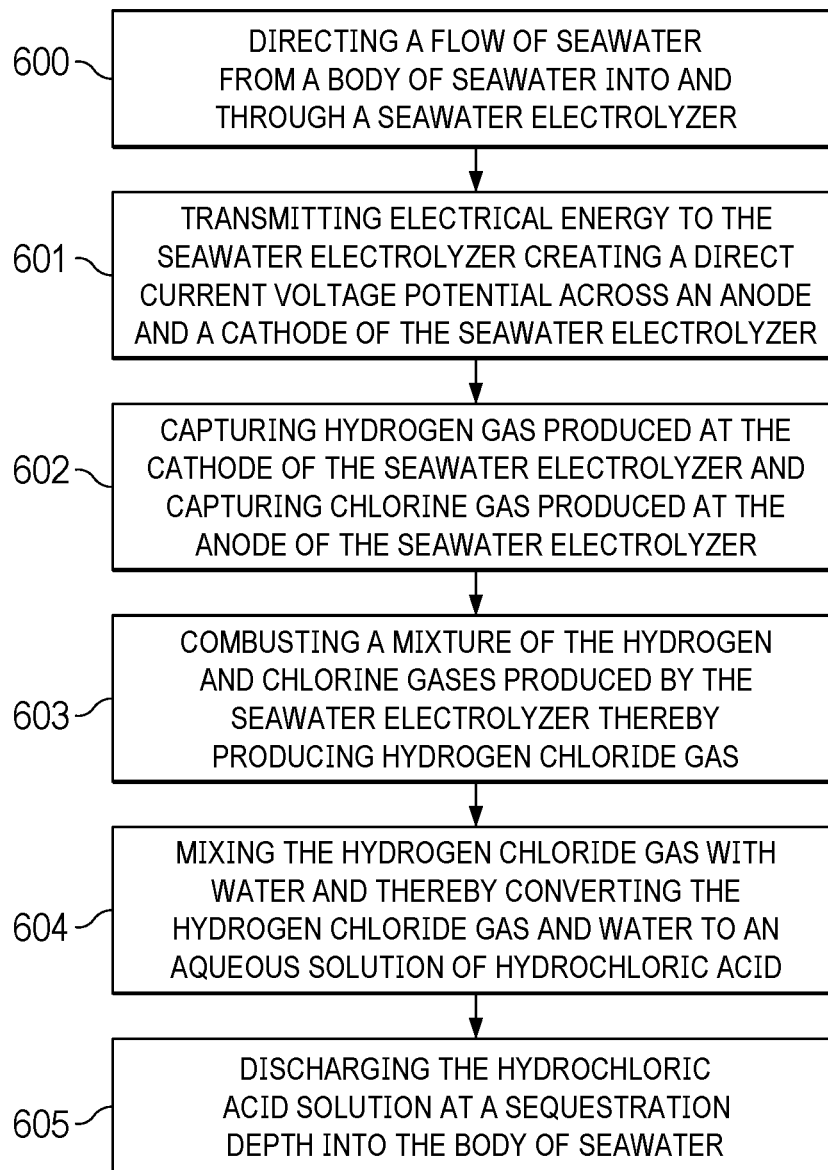 600
DIRECTING A FLOW OF SEAWATER
FROM A BODY OF SEAWATER INTO AND
THROUGH A SEAWATER ELECTROLYZER
601
TRANSMITTING ELECTRICAL ENERGY TO THE
SEAWATER ELECTROLYZER CREATING A DIRECT
CURRENT VOLTAGE POTENTIAL ACROSS AN ANODE
AND A CATHODE OF THE SEAWATER ELECTROLYZER
602
CAPTURING HYDROGEN GAS PRODUCED AT THE
CATHODE OF THE SEAWATER ELECTROLYZER AND
CAPTURING CHLORINE GAS PRODUCED AT THE
ANODE OF THE SEAWATER ELECTROLYZER
603
COMBUSTING A MIXTURE OF THE HYDROGEN
AND CHLORINE GASES PRODUCED BY THE
SEAWATER ELECTROLYZER THEREBY
PRODUCING HYDROGEN CHLORIDE GAS
604
MIXING THE HYDROGEN CHLORIDE GAS WITH
WATER AND THEREBY CONVERTING THE
HYDROGEN CHLORIDE GAS AND WATER TO AN
AQUEOUS SOLUTION OF HYDROCHLORIC ACID
605
DISCHARGING THE HYDROCHLORIC
ACID SOLUTION AT A SEQUESTRATION
DEPTH INTO THE BODY OF SEAWATER